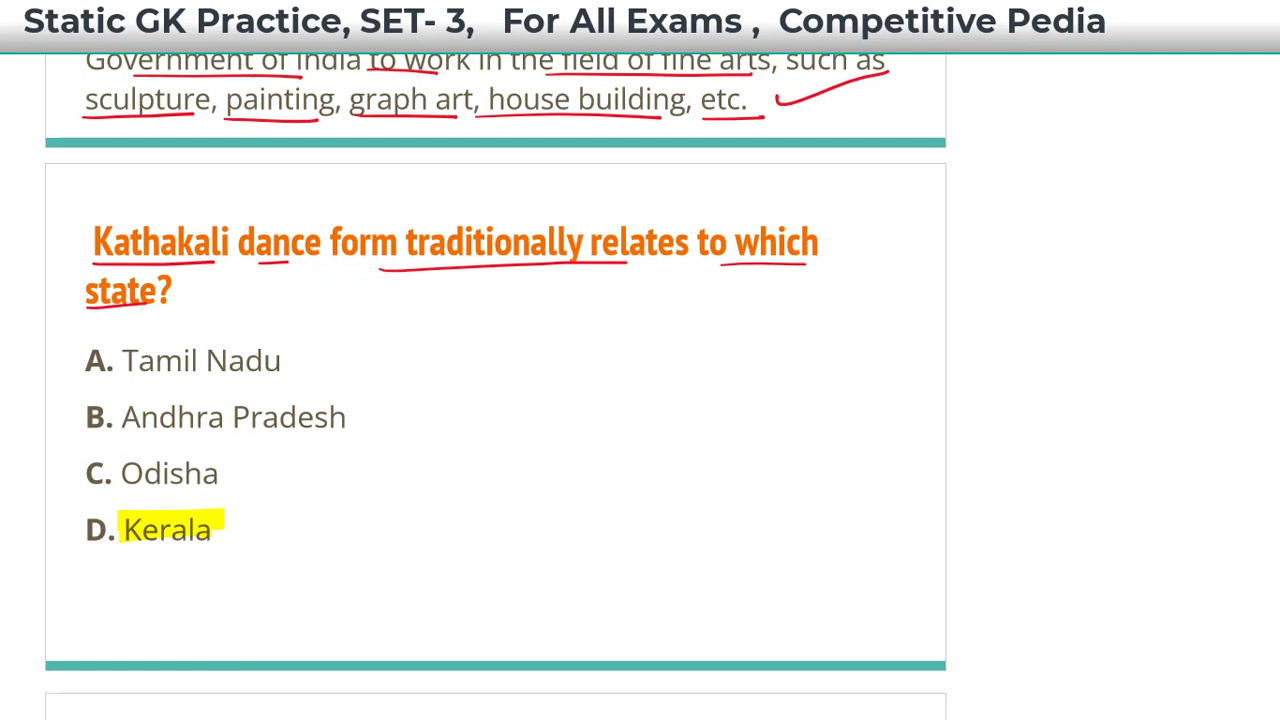 Static GK Practice, SET- 3, For All Exams , Competitive Pedia
Government of India to work in the field of fine arts, such as
sculpture, painting, graph art, house building, etc.
Kathakali dance form traditionally relates to which
state?
A. Tamil Nadu
B. Andhra Pradesh
C. Odisha
D. Kerala